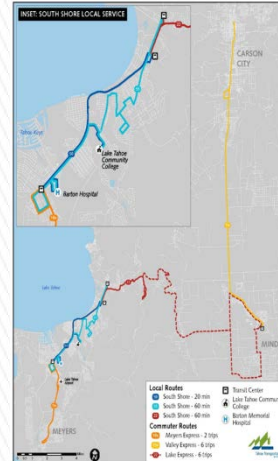 INSET: SOUTH SHORE LOCAL SERVICE
CARSON
CITY
Lake Tahoe
Community
College
Barton Hospital
Lake Tahoe
MIND
MEYERS
Local Routes
South Shore - 20 min
South Shore - 60 min
South Shore - 60 min
Commuter Routes
Meyers Express - 2 trips
Valley Express - 6 trips
Lake Express - 6 trips
Transit Center
Lake Tahoe Commun
College
Barton Memorial
Hospital